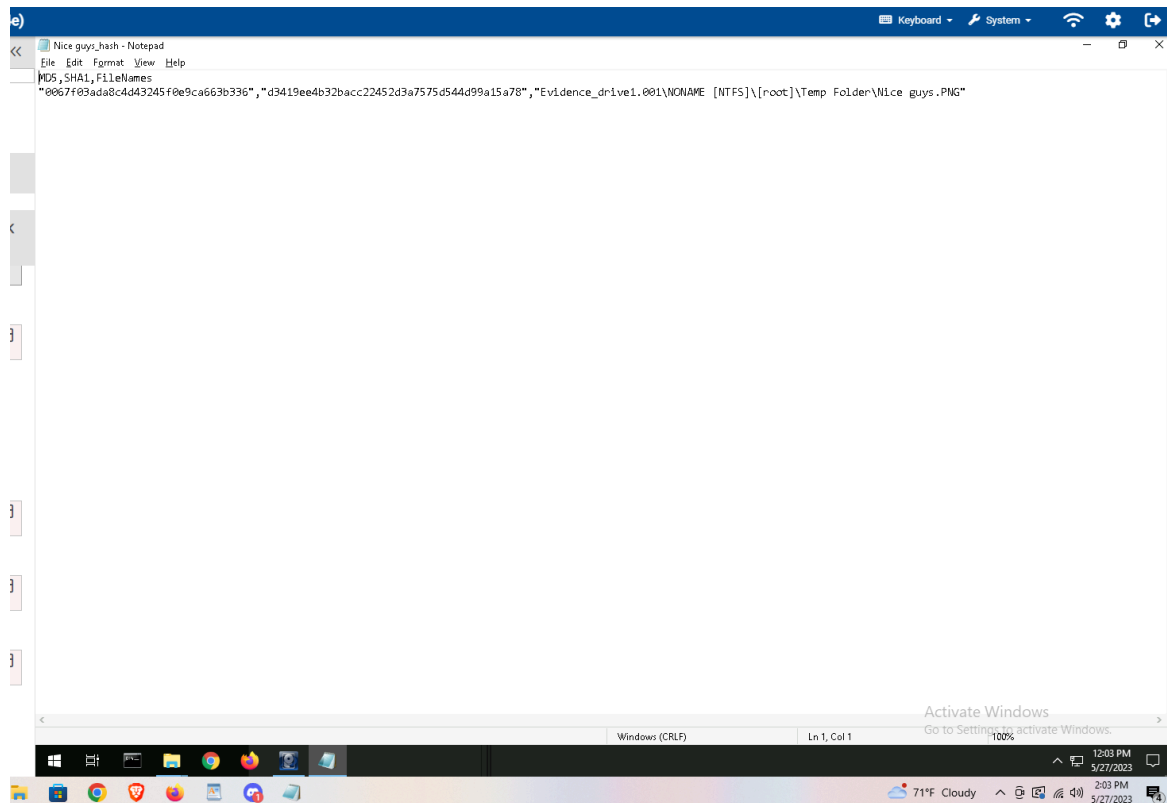 e)
Keyboard
System
Nice guys_hash - Notepad
File Edit Format View Help
MD5,SHA1,FileNames
"0067f03ada8c4d43245f0e9ca663b336","d3419ee4b32bacc22452d3a7575d544d99a15a78","Evidence_drive1.001\NONAME [NTFS]\[root]\Temp Folder\Nice guys.PNG"
Activate Windows
Go to Settings to activate Windows.
Windows (CRLF)
Ln 1, Col 1
100%
12:03 PM
5/27/2023
71°F Cloudy
2:03 PM
5/27/2023